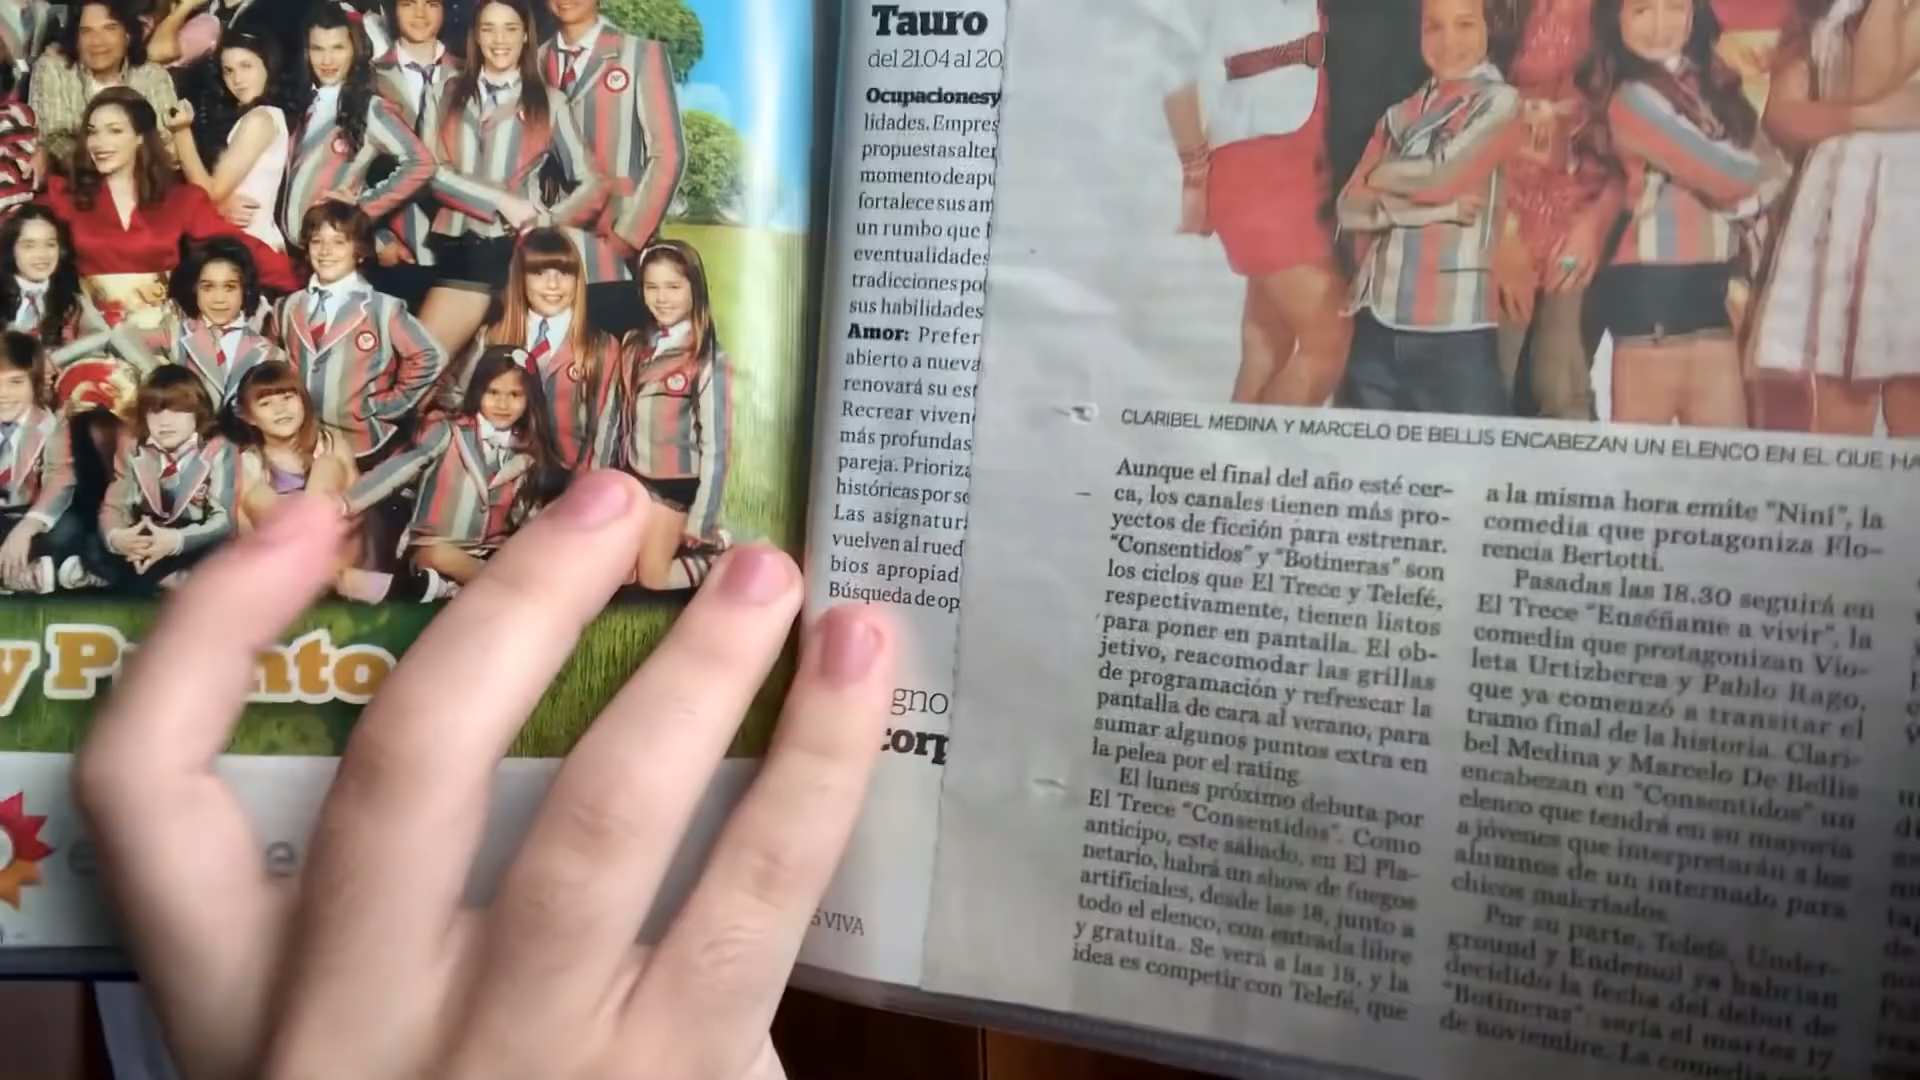 y P nto
VIVA
Tauro
del 21.04 al 20
Ocupaciones y
lidades. Empres
propuestas alter
momento de apu
fortalece sus am
un rumbo que
eventualidades
tradicciones po
sus habilidades
Amor: Prefer
abierto a nueva
renovará su est
Recrear viven
más profundas
pareja. Prioriza
históricas por so
Las asignatur
vuelven al rued
bios apropiad
Búsqueda de op
gno
corp
CLARIBEL MEDINA Y MARCELO DE BELLIS ENCABEZAN UN ELENCO EN EL QUE HA
Aunque el final del año esté cer-
ca, los canales tienen más pro-
yectos de ficción para estrenar.
"Consentidos" y "Botineras" son
los ciclos que El Trece y Telefé,
respectivamente, tienen listos
para poner en pantalla. El ob-
jetivo, reacomodar las grillas
de programación y refrescar la
pantalla de cara al verano, para
sumar algunos puntos extra en
la pelea por el rating.
El lunes próximo debuta por
El Trece "Consentidos". Como
anticipo, este sábado, en El Pla-
netario, habrá un show de fuegos
artificiales, desde las 18, junto a
todo el elenco, con entrada libre
y gratuita. Se verá a las 18, y la
idea es competir con Telefé, que
a la misma hora emite "Niní", la
comedia que protagoniza Flo-
rencia Bertotti.
Pasadas las 18.30 seguirá en
El Trece "Enséñame a vivir", la
comedia que protagonizan Vio-
leta Urtizberea y Pablo Rago,
que ya comenzó a transitar el
tramo final de la historia. Clari-
bel Medina y Marcelo De Bellis
encabezan en "Consentidos" un
elenco que tendrá en su mayoría
a jóvenes que interpretarán a los
alumnos de un internado para
chicos malcriados.
Por su parte, Telefé, Under-
ground y Endemol ya habrían
decidido la fecha del debut de
"Botineras": sería el martes 17
de noviembre. La comedia